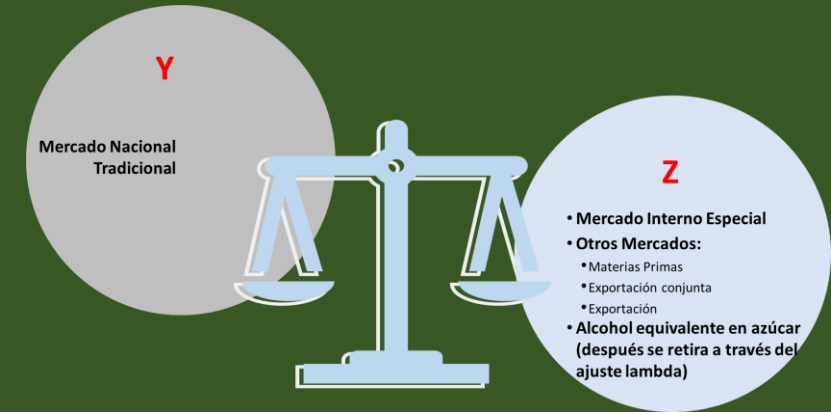 Y
Mercado Nacional
Tradicional
Z
• Mercado Interno Especial
• Otros Mercados:
• Materias Primas
• Exportación conjunta
• Exportación
• Alcohol equivalente en azúcar
(después se retira a través del
ajuste lambda)